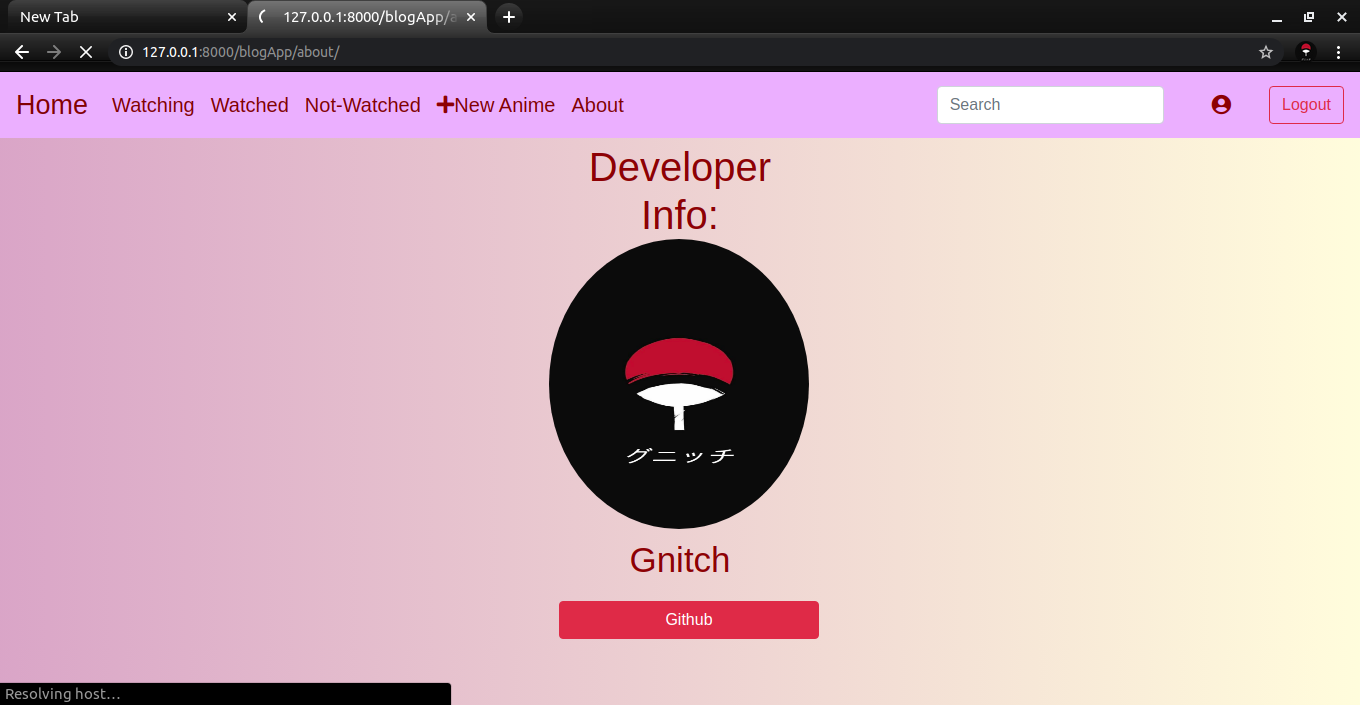 New Tab
127.0.0.1:8000/blogApp/a
127.0.0.1:8000/blogApp/about/
Home Watching Watched Not-Watched New Anime About Search Logout
Developer
Info:
グニッチ
Gnitch
Github
Resolving host...